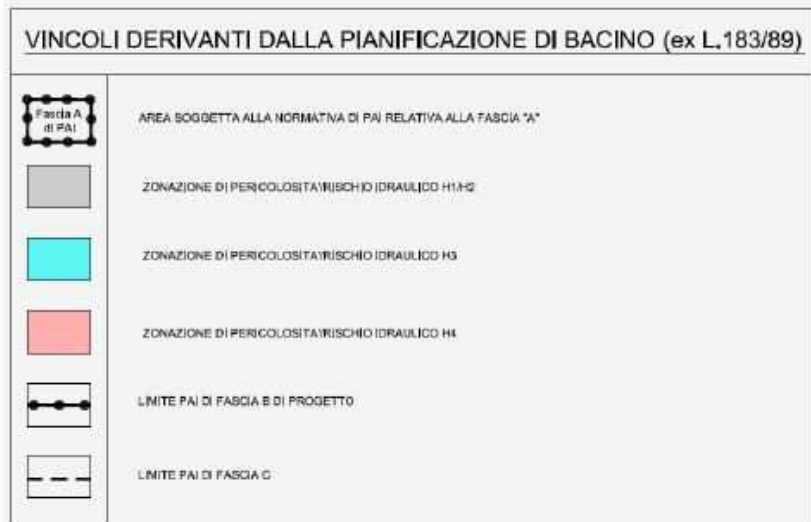 VINCOLI DERIVANTI DALLA PIANIFICAZIONE DI BACINO (ex L.183/89)
Fascia A
di PAI
AREA SOGGETTA ALLA NORMATIVA DI PAI RELATIVA ALLA FASCIA "A"
ZONAZIONE DI PERICOLOSITA'/RISCHIO IDRAULICO H1/H2
ZONAZIONE DI PERICOLOSITA'/RISCHIO IDRAULICO H3
ZONAZIONE DI PERICOLOSITA'/RISCHIO IDRAULICO H4
LIMITE PAI DI FASCIA B DI PROGETTO
LIMITE PAI DI FASCIA C